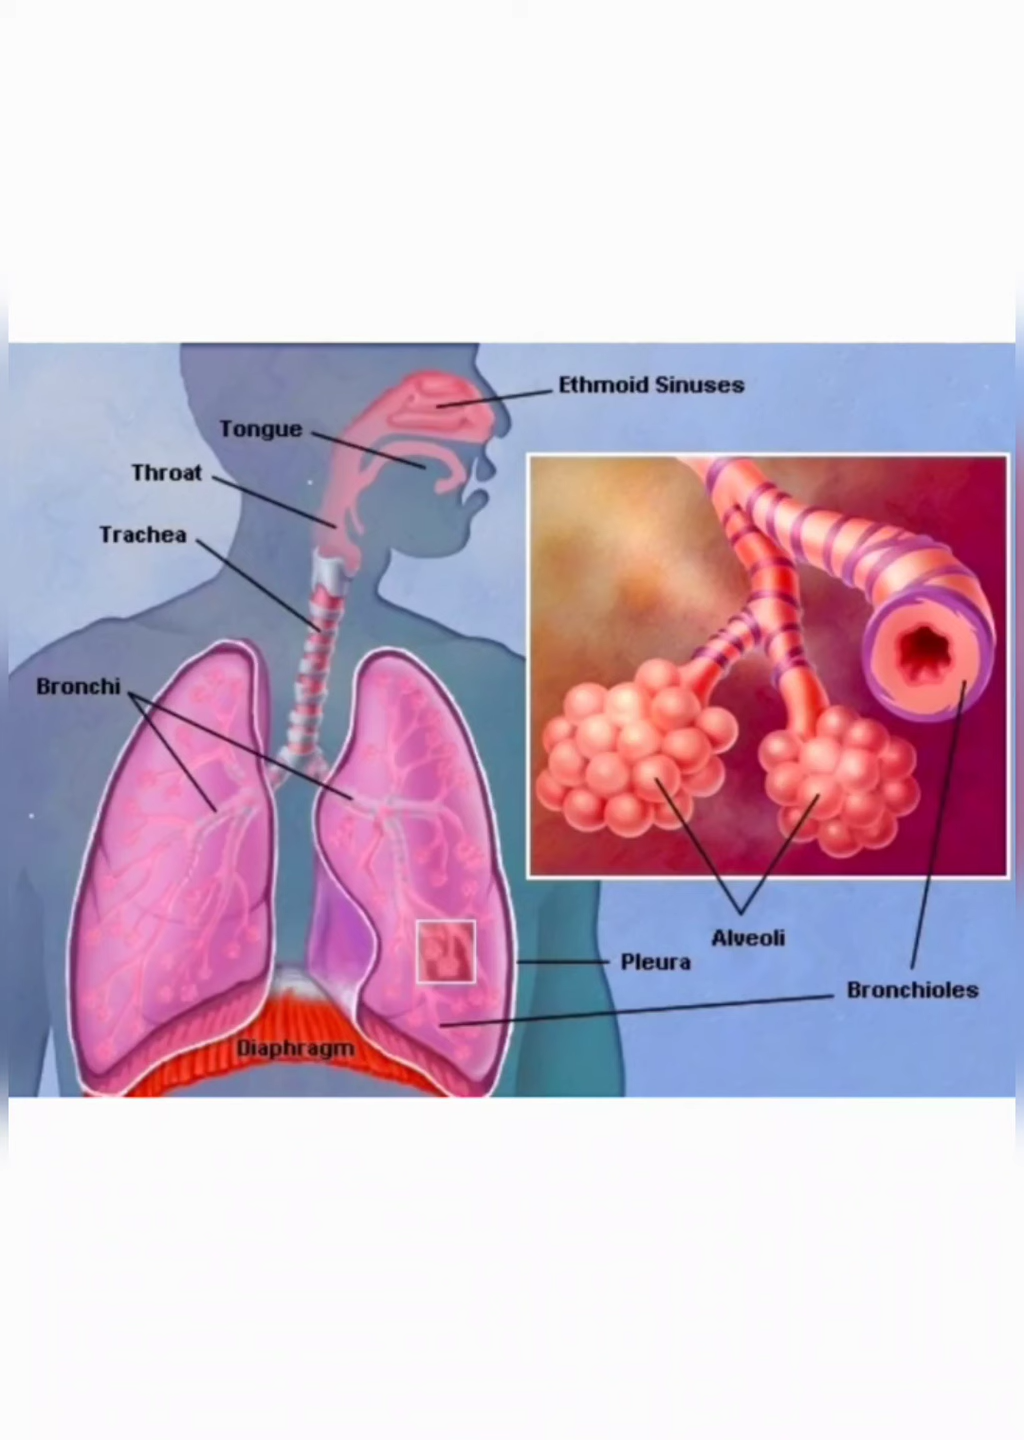 Ethmoid Sinuses
Tongue
Throat
Trachea
Bronchi
Alveoli
Pleura
Bronchioles
Diaphragm